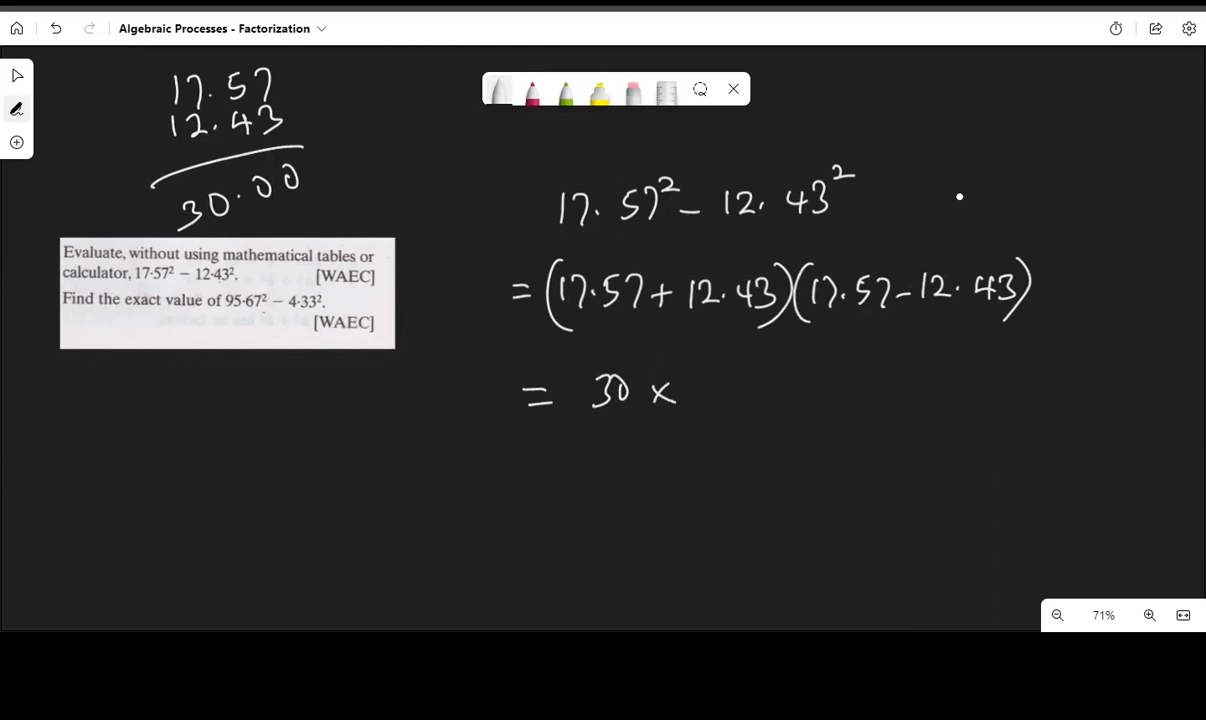 Algebraic Processes - Factorization
17.57
12.43
30.00
17.57² – 12.43²
Evaluate, without using mathematical tables or
calculator, 17·57² – 12·43². [WAEC]
Find the exact value of 95·67² – 4·33².
[WAEC]
= (17.57 + 12.43)(17.57 – 12.43)
= 30 ×
71%